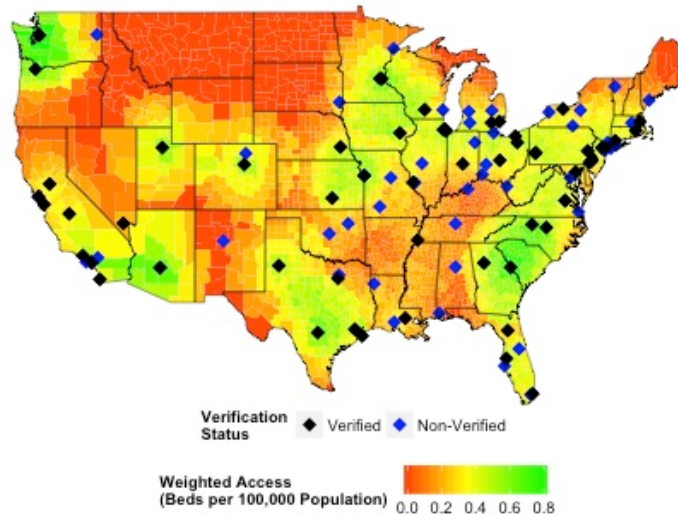 Verification
Status
Verified
Non-Verified
Weighted Access
(Beds per 100,000 Population)
0.0 0.2 0.4 0.6 0.8